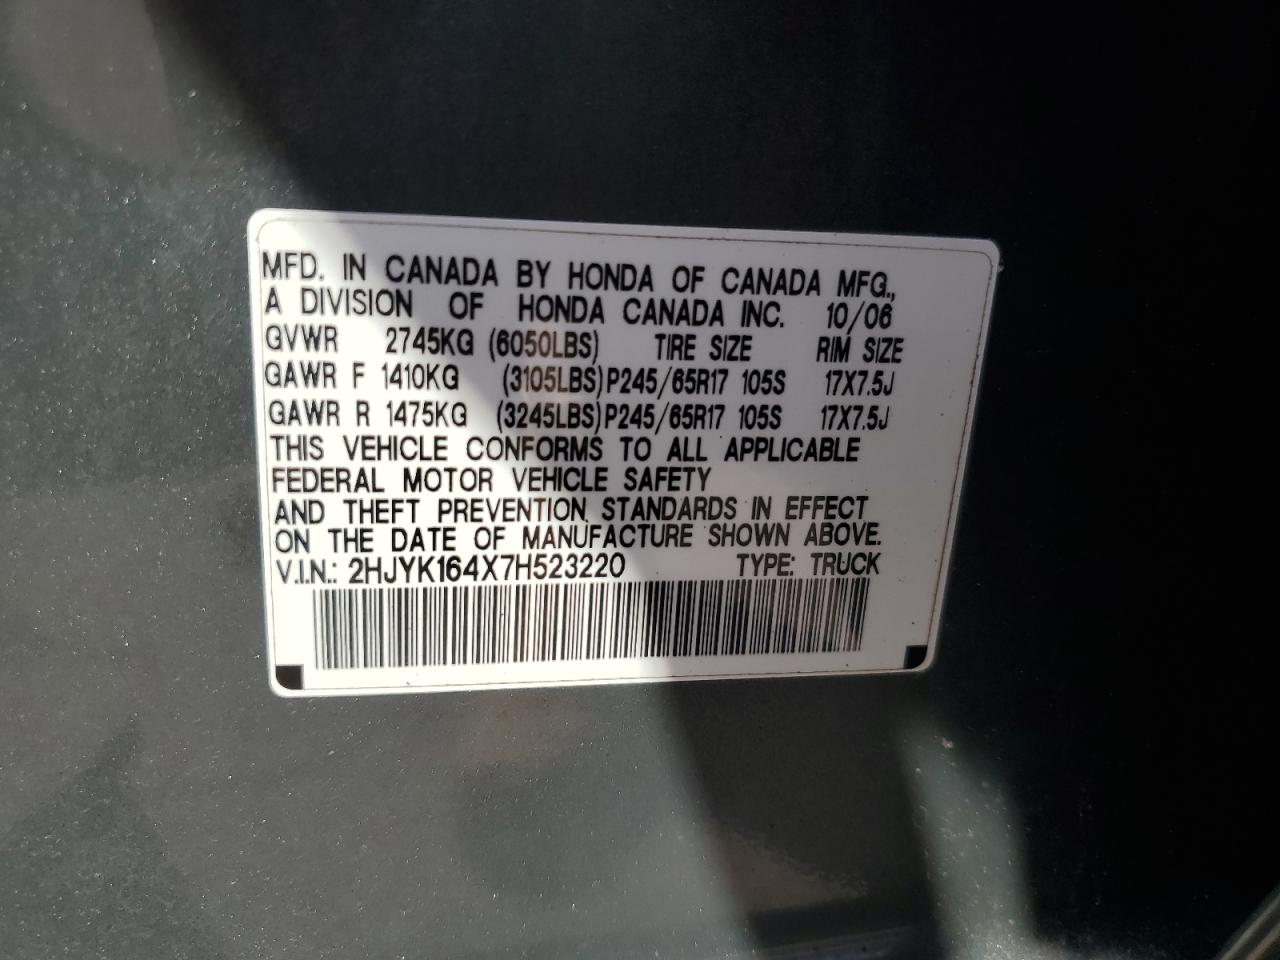 MFD. IN CANADA BY HONDA OF CANADA MFG.,
A DIVISION OF HONDA CANADA INC. 10/06
GVWR 2745KG (6050LBS) TIRE SIZE RIM SIZE
GAWR F 1410KG (3105LBS) P245/65R17 105S 17X7.5J
GAWR R 1475KG (3245LBS) P245/65R17 105S 17X7.5J
THIS VEHICLE CONFORMS TO ALL APPLICABLE
FEDERAL MOTOR VEHICLE SAFETY
AND THEFT PREVENTION STANDARDS IN EFFECT
ON THE DATE OF MANUFACTURE SHOWN ABOVE.
V.I.N.: 2HJYK164X7H523220 TYPE: TRUCK